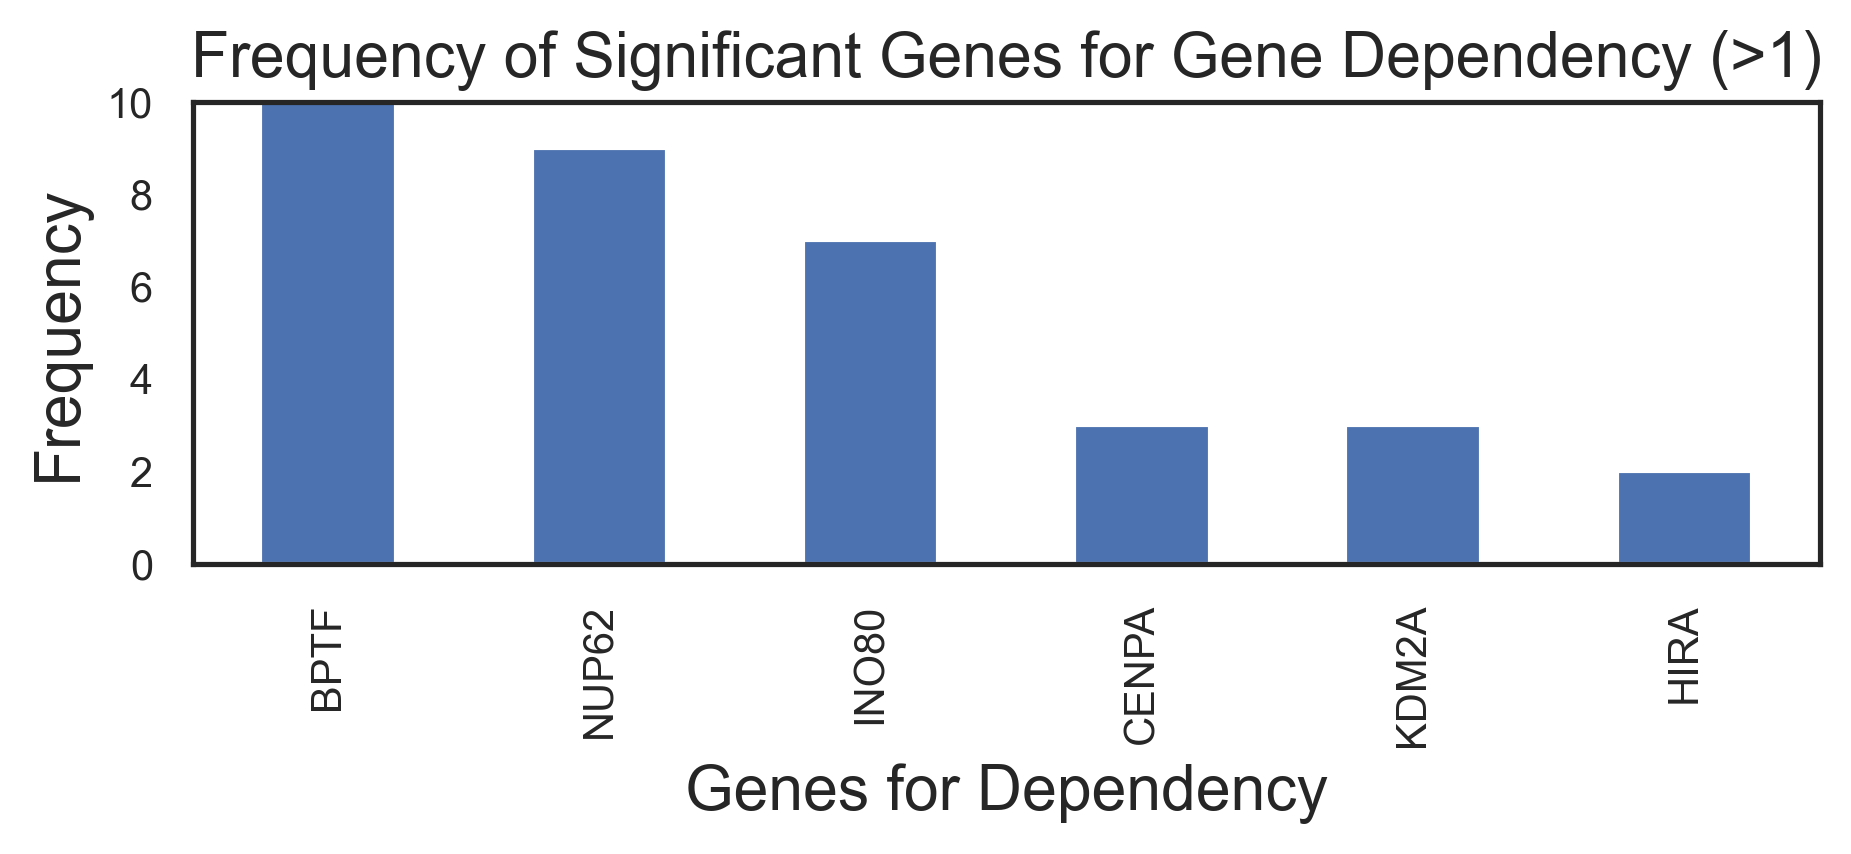 Frequency of Significant Genes for Gene Dependency (>1)
Frequency
10
8
6
4
2
0
BPTF
NUP62
INO80
CENPA
KDM2A
HIRA
Genes for Dependency